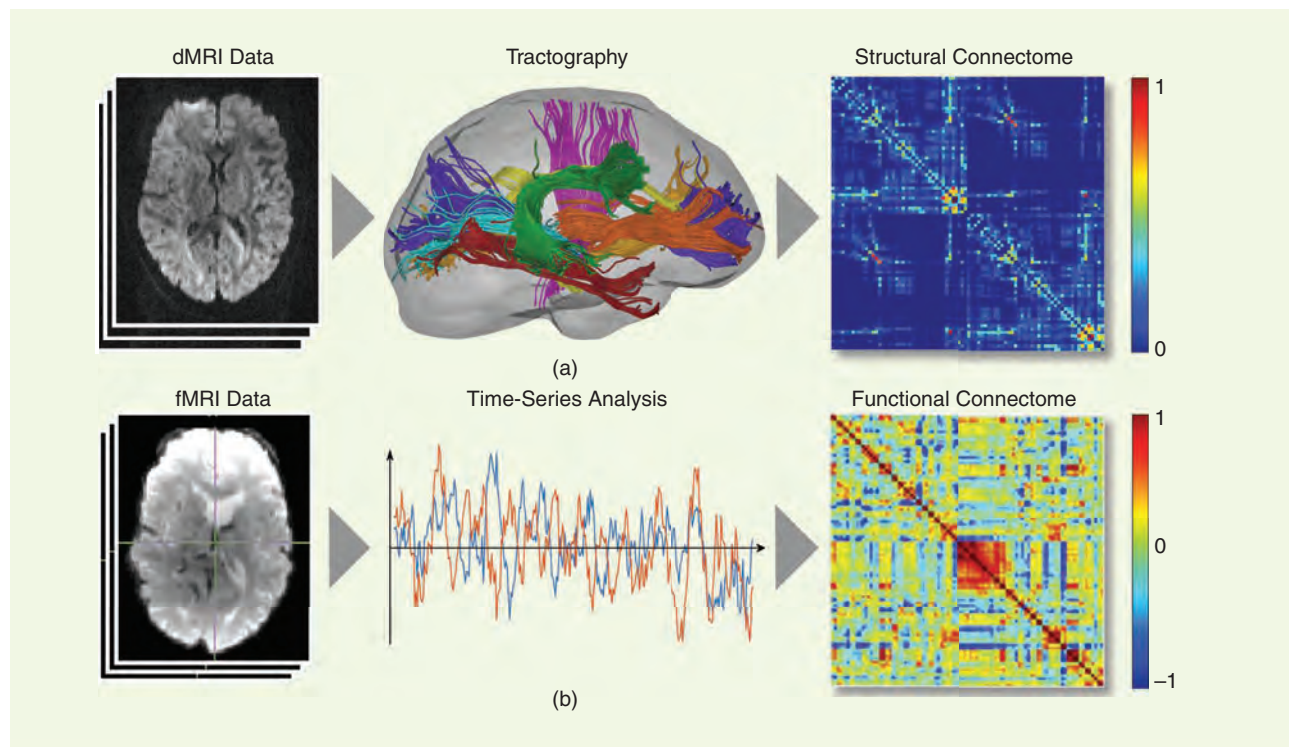 dMRI Data
Tractography
Structural Connectome
1
0
(a)
fMRI Data
Time-Series Analysis
Functional Connectome
1
0
–1
(b)